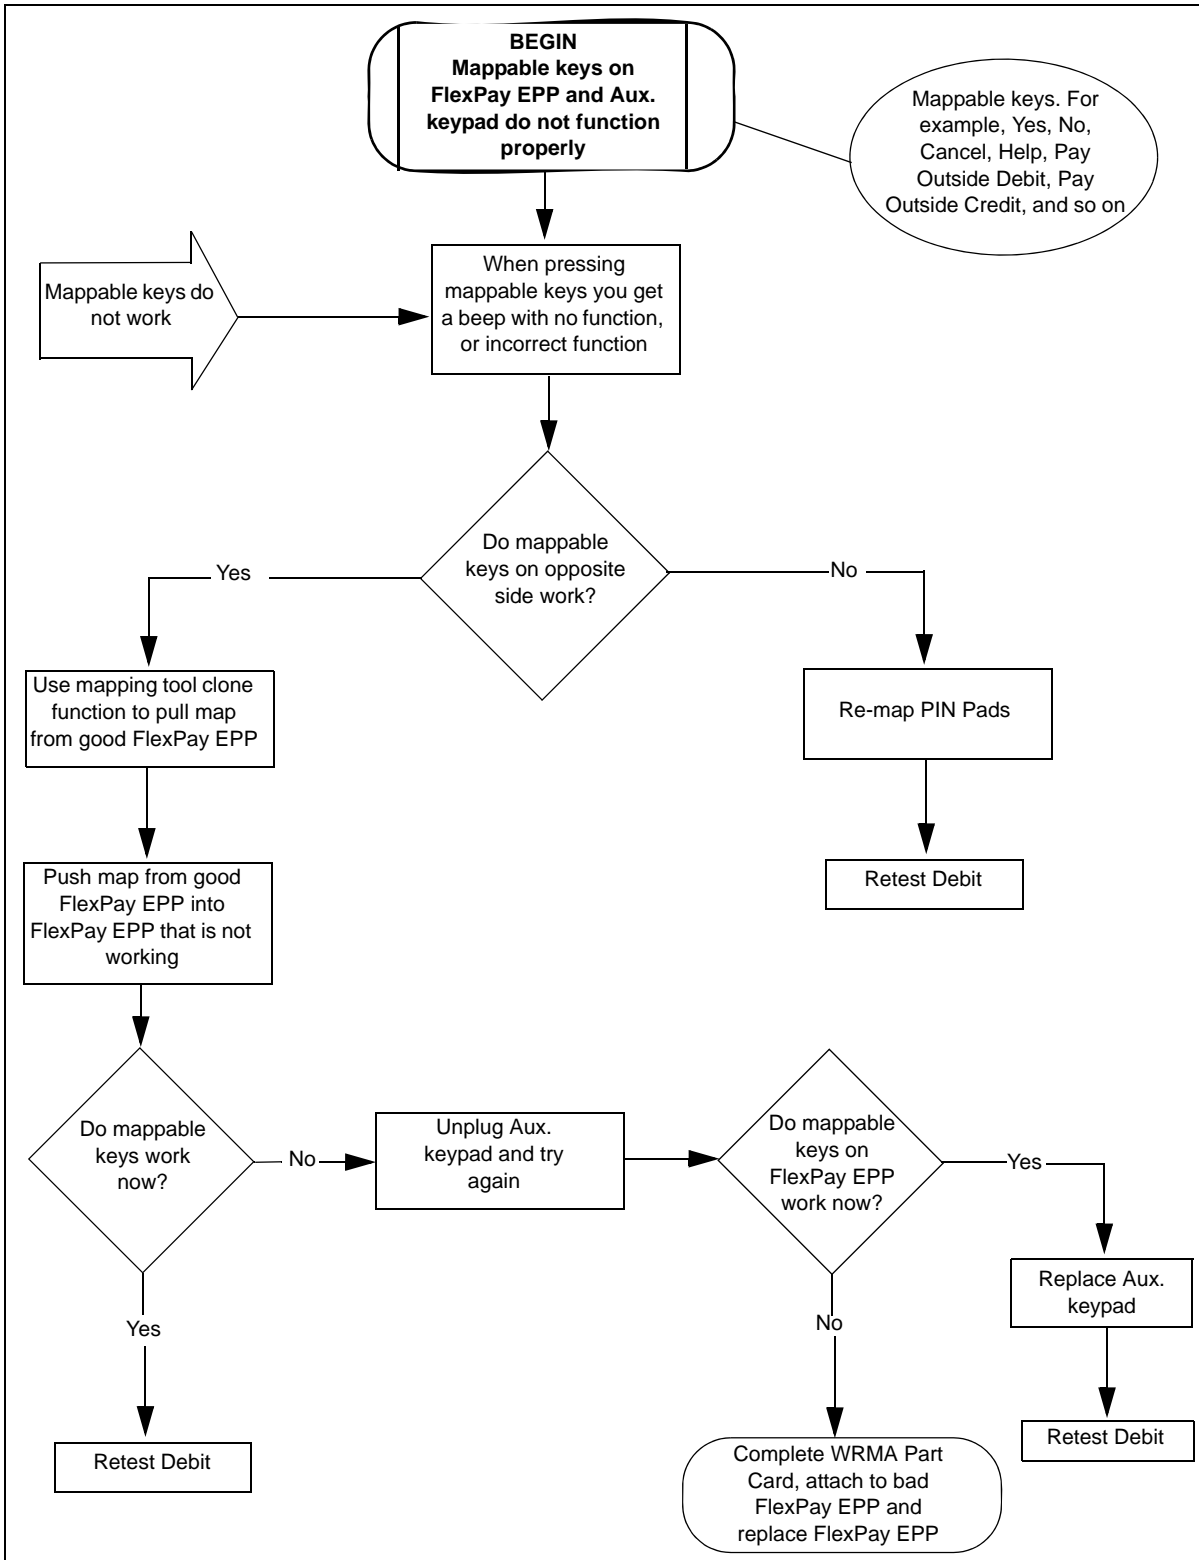 BEGIN
Mappable keys on
FlexPay EPP and Aux.
keypad do not function
properly
Mappable keys. For
example, Yes, No,
Cancel, Help, Pay
Outside Debit, Pay
Outside Credit, and so on
Mappable keys do
not work
When pressing
mappable keys you get
a beep with no function,
or incorrect function
Do mappable
keys on opposite
side work?
Yes
No
Use mapping tool clone
function to pull map
from good FlexPay EPP
Re-map PIN Pads
Push map from good
FlexPay EPP into
FlexPay EPP that is not
working
Retest Debit
Do mappable
keys work
now?
No
Unplug Aux.
keypad and try
again
Do mappable
keys on
FlexPay EPP
work now?
Yes
Replace Aux.
keypad
Yes
No
Retest Debit
Complete WRMA Part
Card, attach to bad
FlexPay EPP and
replace FlexPay EPP
Retest Debit